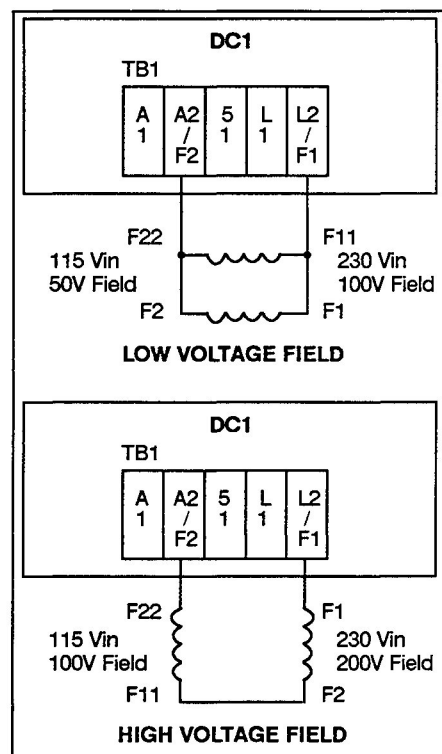 DC1
TB1
A 1 A2 / F2 5 1 L 1 L2 / F1
F22 F11
115 Vin 230 Vin
50V Field 100V Field
F2 F1
LOW VOLTAGE FIELD
DC1
TB1
A 1 A2 / F2 5 1 L 1 L2 / F1
F22 F1
115 Vin 230 Vin
100V Field 200V Field
F11 F2
HIGH VOLTAGE FIELD